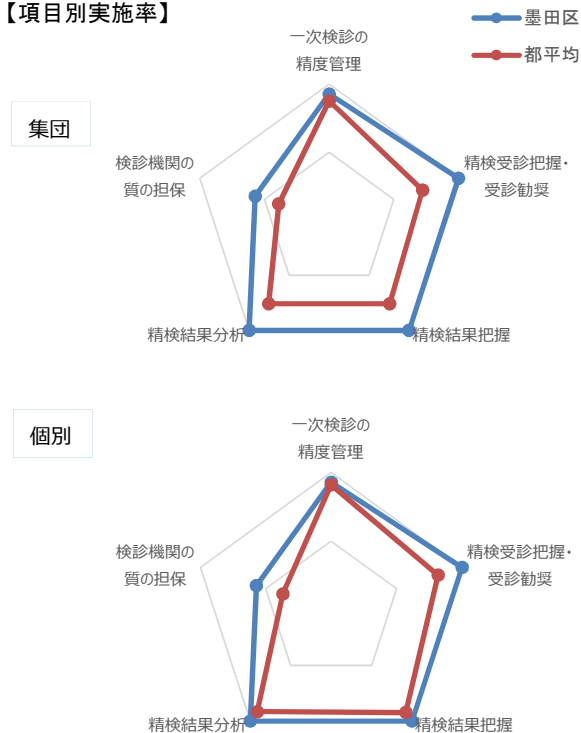 【項目別実施率】
墨田区
都平均
集団
一次検診の
精度管理
精検受診把握・
受診勧奨
精検結果把握
精検結果分析
検診機関の
質の担保
個別
一次検診の
精度管理
精検受診把握・
受診勧奨
精検結果把握
精検結果分析
検診機関の
質の担保